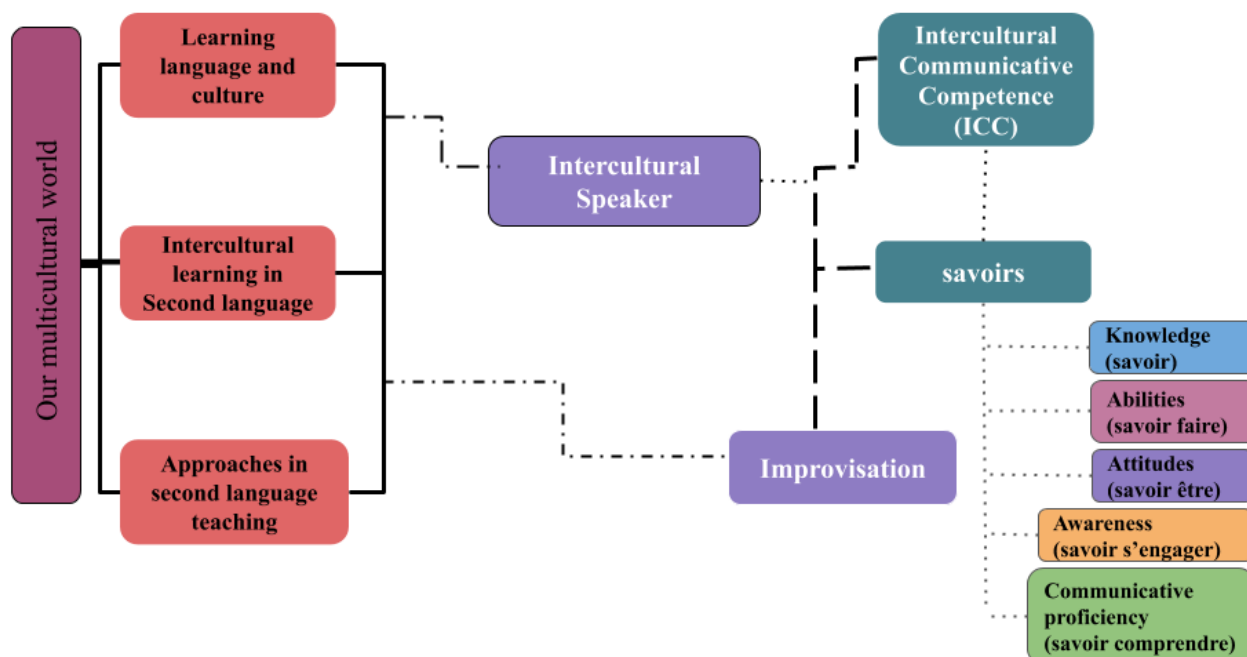 Our multicultural world
Learning
language and
culture
Intercultural
learning in
Second language
Approaches in
second language
teaching
Intercultural
Speaker
Improvisation
Intercultural
Communicative
Competence
(ICC)
savoirs
Knowledge
(savoir)
Abilities
(savoir faire)
Attitudes
(savoir être)
Awareness
(savoir s’engager)
Communicative
proficiency
(savoir comprendre)